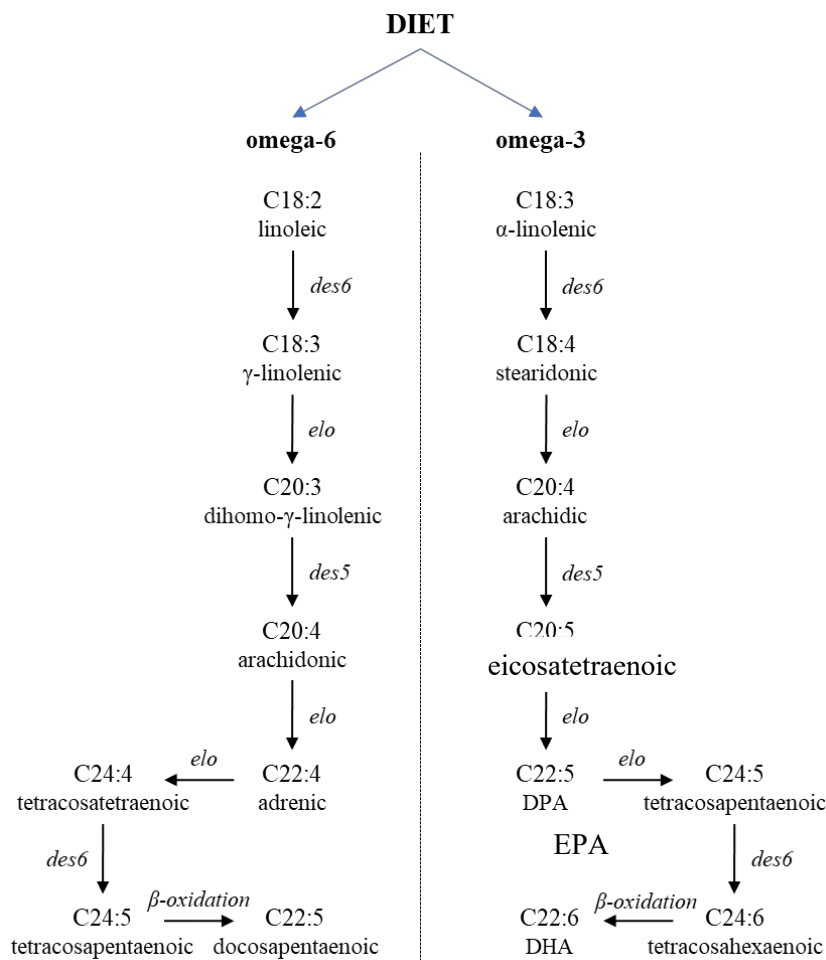 DIET
omega-6
omega-3
C18:2
linoleic
C18:3
α-linolenic
des6
des6
C18:3
γ-linolenic
C18:4
stearidonic
elo
elo
C20:3
dihomo-γ-linolenic
C20:4
arachidic
des5
des5
C20:4
arachidonic
C20:5
eicosatetraenoic
elo
elo
C24:4
tetracosatetraenoic
elo
C22:4
adrenic
C22:5
DPA
elo
C24:5
tetracosapentaenoic
des6
EPA
des6
C24:5
tetracosapentaenoic
β-oxidation
C22:5
docosapentaenoic
C22:6
DHA
β-oxidation
C24:6
tetracosahexaenoic